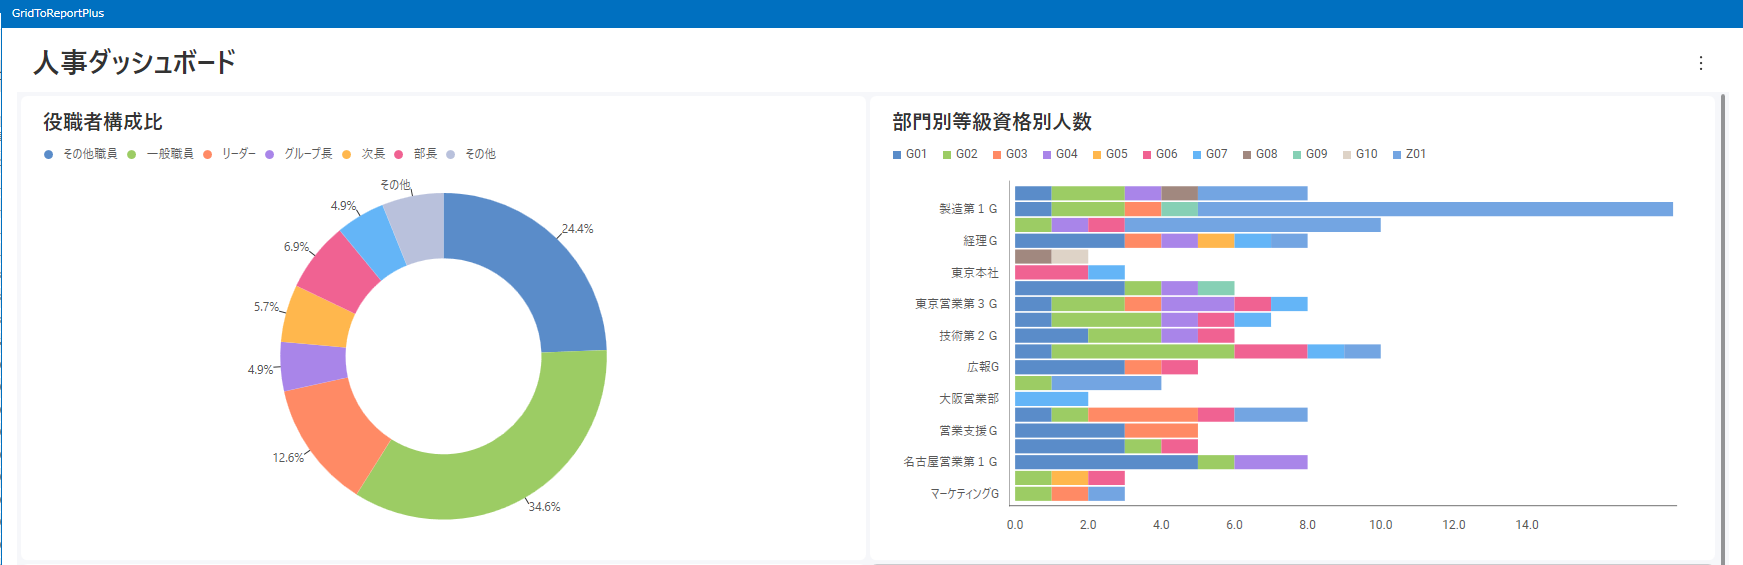 GridToReportPlus
人事ダッシュボード
役職者構成比
その他職員 一般職員 リーダー グループ長 次長 部長 その他
その他
4.9%
24.4%
6.9%
5.7%
4.9%
12.6%
34.6%
部門別等級資格別人数
G01 G02 G03 G04 G05 G06 G07 G08 G09 G10 Z01
製造第１G
経理G
東京本社
東京営業第３G
技術第２G
広報G
大阪営業部
営業支援G
名古屋営業第１G
マーケティングG
0.0 2.0 4.0 6.0 8.0 10.0 12.0 14.0